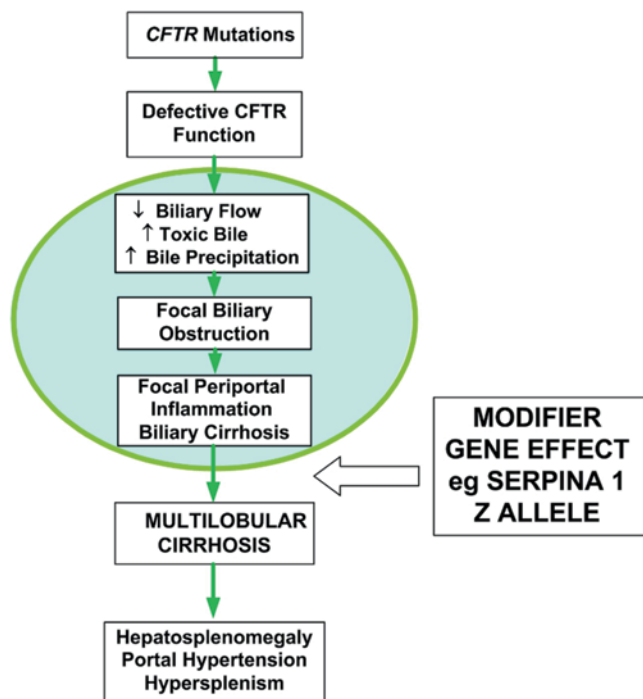 CFTR Mutations
Defective CFTR
Function
↓ Biliary Flow
↑ Toxic Bile
↑ Bile Precipitation
Focal Biliary
Obstruction
Focal Periportal
Inflammation
Biliary Cirrhosis
MODIFIER
GENE EFFECT
eg SERPINA 1
Z ALLELE
MULTILOBULAR
CIRRHOSIS
Hepatosplenomegaly
Portal Hypertension
Hypersplenism